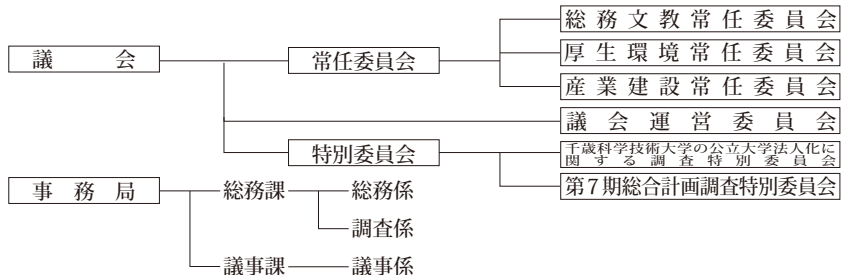 総務文教常任委員会
議会
常任委員会
厚生環境常任委員会
産業建設常任委員会
議会運営委員会
特別委員会
千歳科学技術大学の公立大学法人化に
関する調査特別委員会
第7期総合計画調査特別委員会
事務局
総務課
総務係
調査係
議事課
議事係